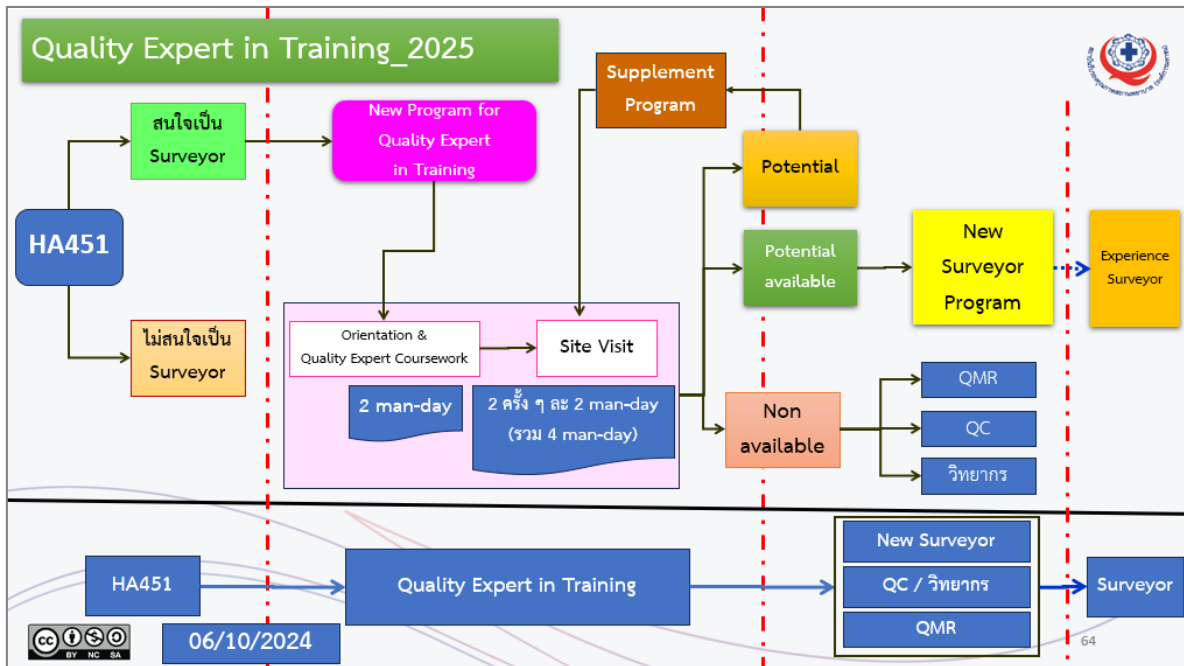 Quality Expert in Training_2025
สนใจเป็น
Surveyor
New Program for
Quality Expert
in Training
Supplement
Program
HA451
Potential
Potential
available
New
Surveyor
Program
Experience
Surveyor
ไม่สนใจเป็น
Surveyor
Orientation &
Quality Expert Coursework
Site Visit
2 man-day
2 ครั้ง ๆ ละ 2 man-day
(รวม 4 man-day)
Non
available
QMR
QC
วิทยากร
HA451
Quality Expert in Training
New Surveyor
QC / วิทยากร
QMR
Surveyor
06/10/2024
64
CC
BY NC SA